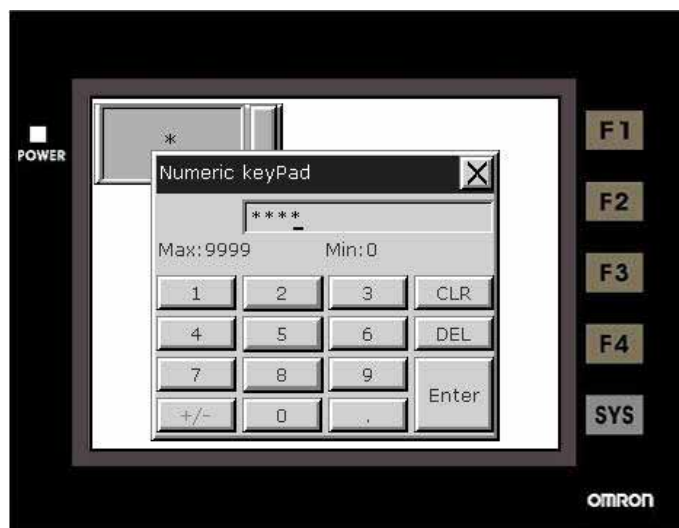 POWER
*
Numeric keyPad
X
****
Max:9999 Min:0
1 2 3 CLR
4 5 6 DEL
7 8 9
Enter
+/- 0 .
F1
F2
F3
F4
SYS
OMRON